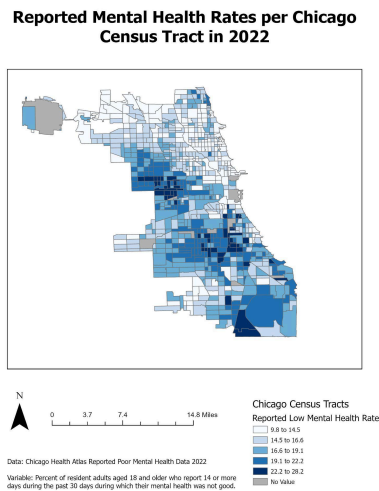 Reported Mental Health Rates per Chicago
Census Tract in 2022
N
0 3.7 7.4 14.8 Miles
Chicago Census Tracts
Reported Low Mental Health Rate
9.8 to 14.5
14.5 to 16.6
16.6 to 19.1
19.1 to 22.2
22.2 to 28.2
No Value
Data: Chicago Health Atlas Reported Poor Mental Health Data 2022
Variable: Percent of resident adults aged 18 and older who report 14 or more
days during the past 30 days during which their mental health was not good.